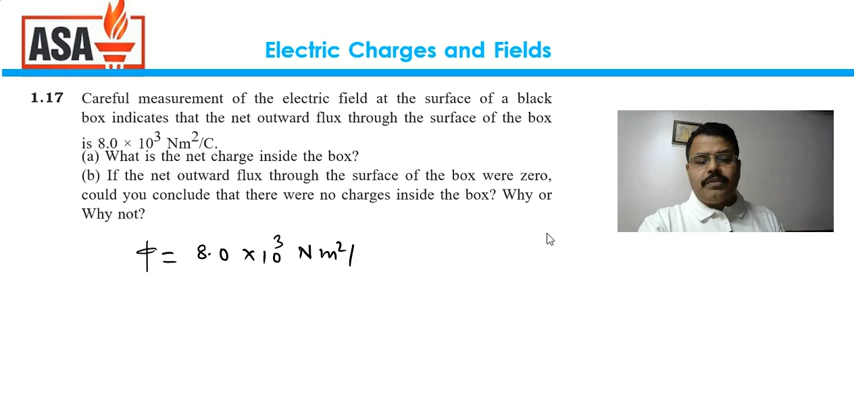 ASA
Electric Charges and Fields
1.17 Careful measurement of the electric field at the surface of a black
box indicates that the net outward flux through the surface of the box
is 8.0 × 10³ Nm²/C.
(a) What is the net charge inside the box?
(b) If the net outward flux through the surface of the box were zero,
could you conclude that there were no charges inside the box? Why or
Why not?
ϕ = 8.0 × 10³ N m²/